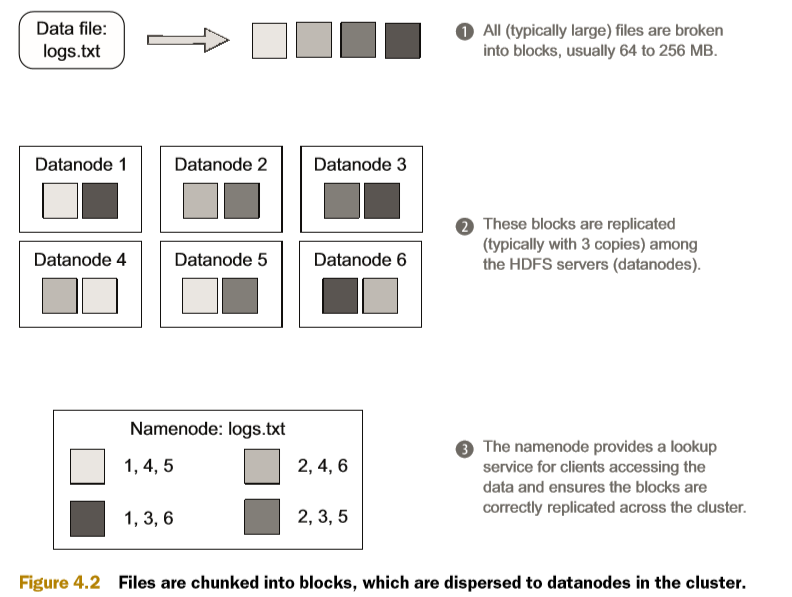 Data file:
logs.txt
1 All (typically large) files are broken
into blocks, usually 64 to 256 MB.
Datanode 1
Datanode 2
Datanode 3
Datanode 4
Datanode 5
Datanode 6
2 These blocks are replicated
(typically with 3 copies) among
the HDFS servers (datanodes).
Namenode: logs.txt
1, 4, 5
2, 4, 6
1, 3, 6
2, 3, 5
3 The namenode provides a lookup
service for clients accessing the
data and ensures the blocks are
correctly replicated across the cluster.
Figure 4.2 Files are chunked into blocks, which are dispersed to datanodes in the cluster.